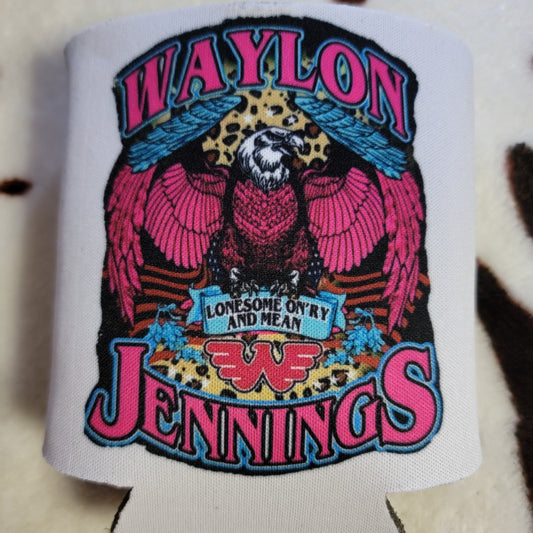 WAYLON
LONESOME ON'RY
AND MEAN
W
JENNINGS